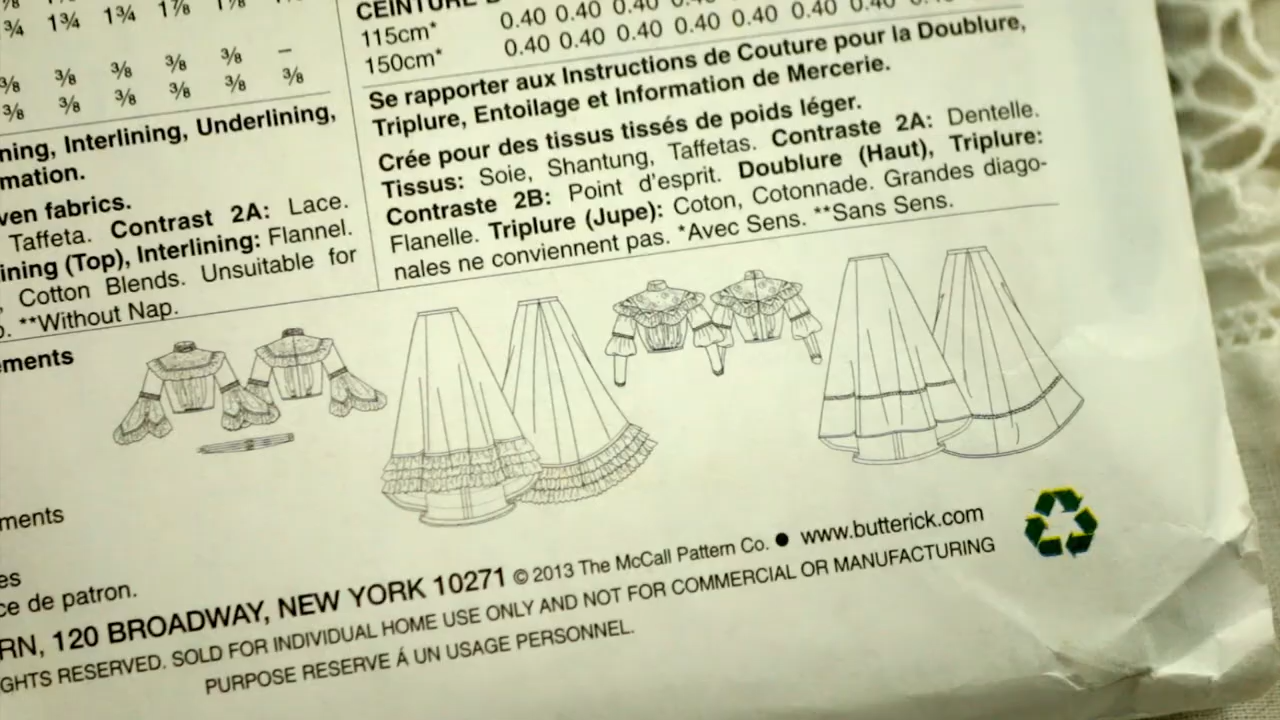 ¾ 1¾ 1¾ 1⅞
⅜ ⅜ ⅜ ⅜ ⅜ –
⅜ ⅜ ⅜ ⅜ ⅜ ⅜
ning, Interlining, Underlining,
mation.
ven fabrics.
Taffeta. Contrast 2A: Lace.
ining (Top), Interlining: Flannel.
Cotton Blends. Unsuitable for
**Without Nap.
ements
ments
es
ce de patron.
CEINTURE
115cm* 0.40 0.40 0.40
150cm* 0.40 0.40 0.40 0.40 0.40 0.40 0.40
Se rapporter aux Instructions de Couture pour la Doublure,
Triplure, Entoilage et Information de Mercerie.
Crée pour des tissus tissés de poids léger.
Tissus: Soie, Shantung, Taffetas. Contraste 2A: Dentelle.
Contraste 2B: Point d'esprit. Doublure (Haut), Triplure:
Flanelle. Triplure (Jupe): Coton, Cotonnade. Grandes diago-
nales ne conviennent pas. *Avec Sens. **Sans Sens.
RN, 120 BROADWAY, NEW YORK 10271 © 2013 The McCall Pattern Co. ● www.butterick.com
GHTS RESERVED. SOLD FOR INDIVIDUAL HOME USE ONLY AND NOT FOR COMMERCIAL OR MANUFACTURING
PURPOSE RESERVE Á UN USAGE PERSONNEL.